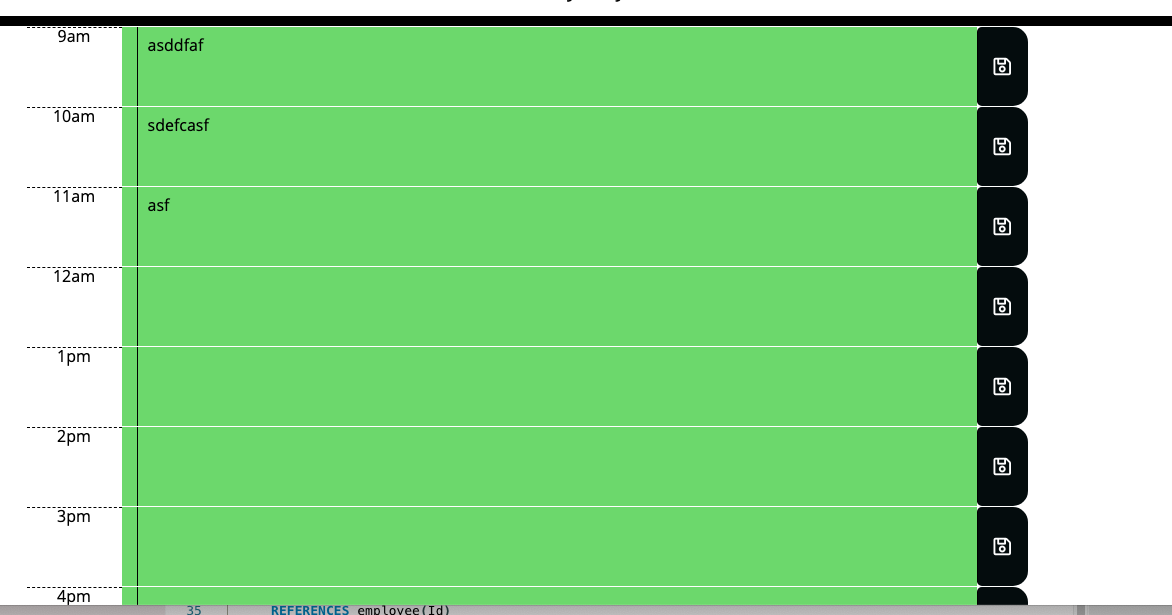 9am
asddfaf
10am
sdefcasf
11am
asf
12am
1pm
2pm
3pm
4pm
35 REFERENCES employee(Id)